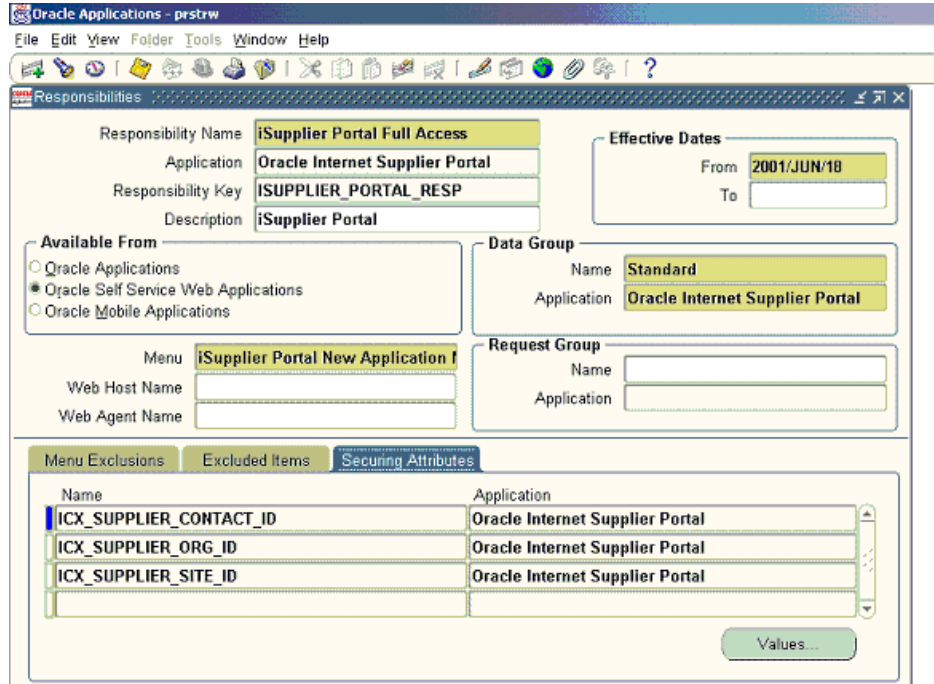 Oracle Applications - prstrw
File Edit View Folder Tools Window Help
Responsibilities
Responsibility Name iSupplier Portal Full Access
Application Oracle Internet Supplier Portal
Responsibility Key ISUPPLIER_PORTAL_RESP
Description iSupplier Portal
Effective Dates
From 2001/JUN/18
To
Available From
Oracle Applications
Oracle Self Service Web Applications
Oracle Mobile Applications
Data Group
Name Standard
Application Oracle Internet Supplier Portal
Menu iSupplier Portal New Application
Web Host Name
Web Agent Name
Request Group
Name
Application
Menu Exclusions Excluded Items Securing Attributes
Name Application
ICX_SUPPLIER_CONTACT_ID Oracle Internet Supplier Portal
ICX_SUPPLIER_ORG_ID Oracle Internet Supplier Portal
ICX_SUPPLIER_SITE_ID Oracle Internet Supplier Portal
Values...